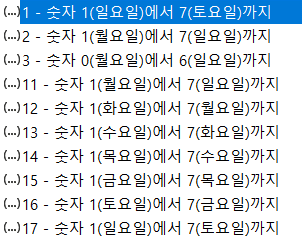 (...) 1 - 숫자 1(일요일)에서 7(토요일)까지
(...) 2 - 숫자 1(월요일)에서 7(일요일)까지
(...) 3 - 숫자 0(월요일)에서 6(일요일)까지
(...) 11 - 숫자 1(월요일)에서 7(일요일)까지
(...) 12 - 숫자 1(화요일)에서 7(월요일)까지
(...) 13 - 숫자 1(수요일)에서 7(화요일)까지
(...) 14 - 숫자 1(목요일)에서 7(수요일)까지
(...) 15 - 숫자 1(금요일)에서 7(목요일)까지
(...) 16 - 숫자 1(토요일)에서 7(금요일)까지
(...) 17 - 숫자 1(일요일)에서 7(토요일)까지